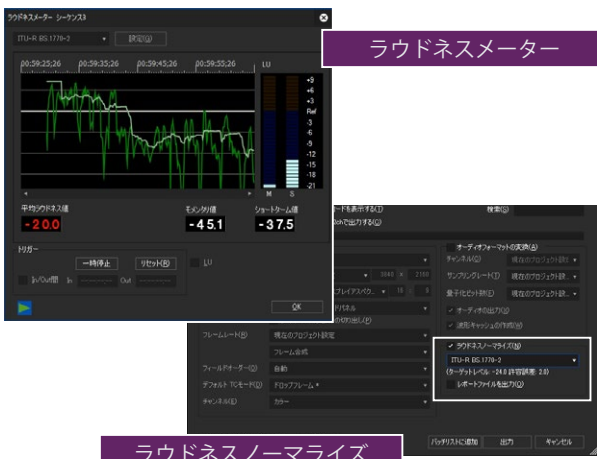 ラウドネスメーター シーケンス3
ITU-R BS.1770-2
設定(Q)
ラウドネスメーター
00:59:25;26 00:59:35;26 00:59:45;26 00:59:55;26 LU
+9
+6
+3
Ref
-3
-6
-9
-12
-15
-18
-21
M S
平均ラウドネス値 モメンタリ値 ショートターム値
-20.0 -45.1 -37.5
トリガー
一時停止 リセット(R) LU
In/Out間 In Out
OK
検索(S)
chで出力する(C)
オーディオフォーマットの変換(A)
チャンネル(C) 現在のプロジェクト設
3840 × 2160
サンプリングレート(T) 現在のプロジェクト設..
16 : 9
量子化ビット数(E) 現在のプロジェクト設..
オーディオの出力(X)
の切り出し(P)
波形キャッシュの作成(W)
フレームレート(R) 現在のプロジェクト設定
ラウドネスノーマライズ(N)
フレーム合成
ITU-R BS.1770-2
フィールドオーダー(O) 自動
(ターゲットレベル: -24.0 許容誤差: 2.0)
デフォルト TCモード(D) ドロップフレーム *
レポートファイルを出力(O)
チャンネル(E) カラー
バッチリストに追加 出力 キャンセル
ラウドネスノーマライズ